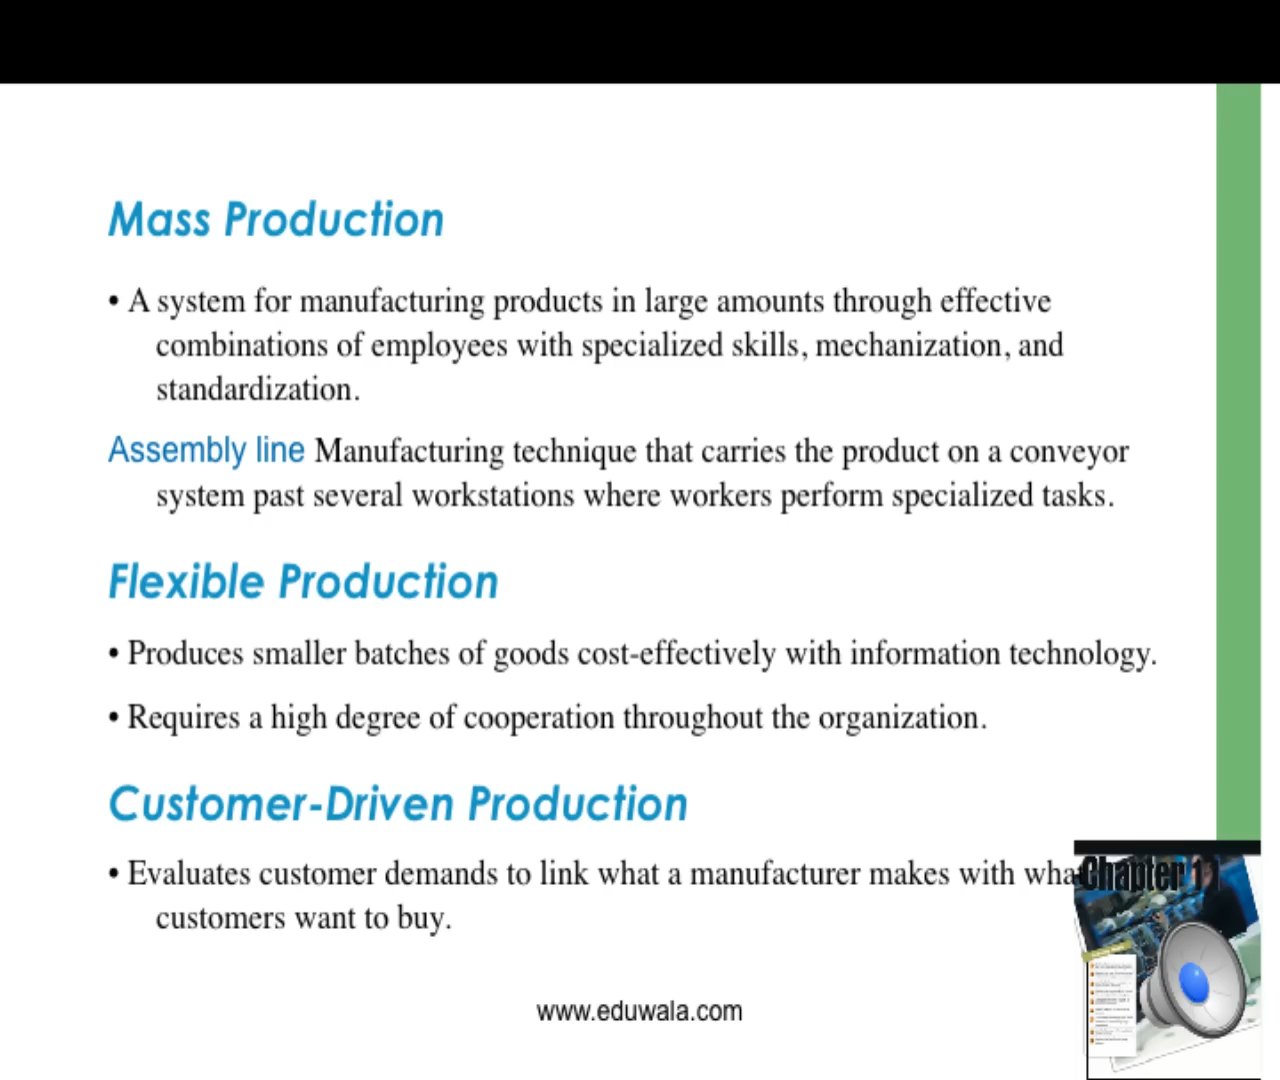 Mass Production
• A system for manufacturing products in large amounts through effective
combinations of employees with specialized skills, mechanization, and
standardization.
Assembly line Manufacturing technique that carries the product on a conveyor
system past several workstations where workers perform specialized tasks.
Flexible Production
• Produces smaller batches of goods cost-effectively with information technology.
• Requires a high degree of cooperation throughout the organization.
Customer-Driven Production
• Evaluates customer demands to link what a manufacturer makes with wha
Chapter 11
customers want to buy.
www.eduwala.com